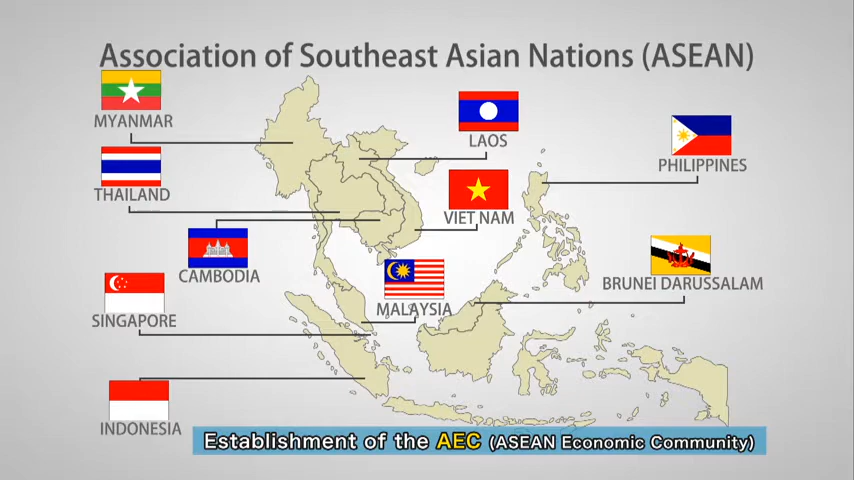 Association of Southeast Asian Nations (ASEAN)
MYANMAR
LAOS
PHILIPPINES
THAILAND
VIET NAM
CAMBODIA
BRUNEI DARUSSALAM
MALAYSIA
SINGAPORE
INDONESIA
Establishment of the AEC (ASEAN Economic Community)